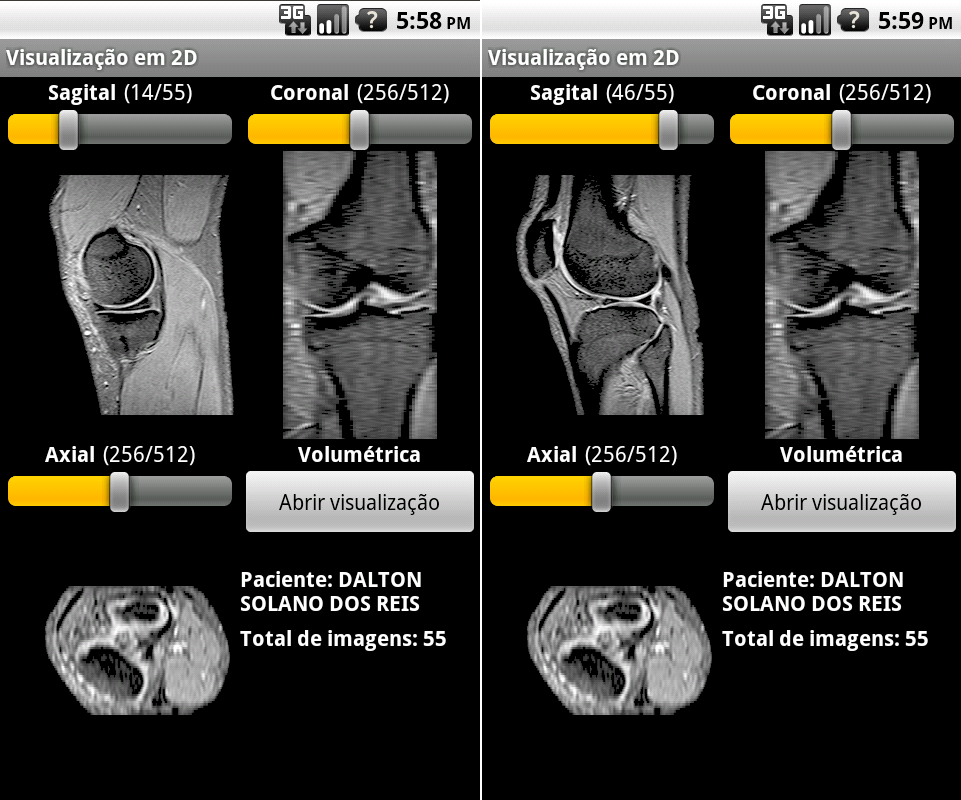 3G ? 5:58 PM
Visualização em 2D
Sagital (14/55) Coronal (256/512)
Axial (256/512) Volumétrica
Abrir visualização
Paciente: DALTON
SOLANO DOS REIS
Total de imagens: 55
3G ? 5:59 PM
Visualização em 2D
Sagital (46/55) Coronal (256/512)
Axial (256/512) Volumétrica
Abrir visualização
Paciente: DALTON
SOLANO DOS REIS
Total de imagens: 55